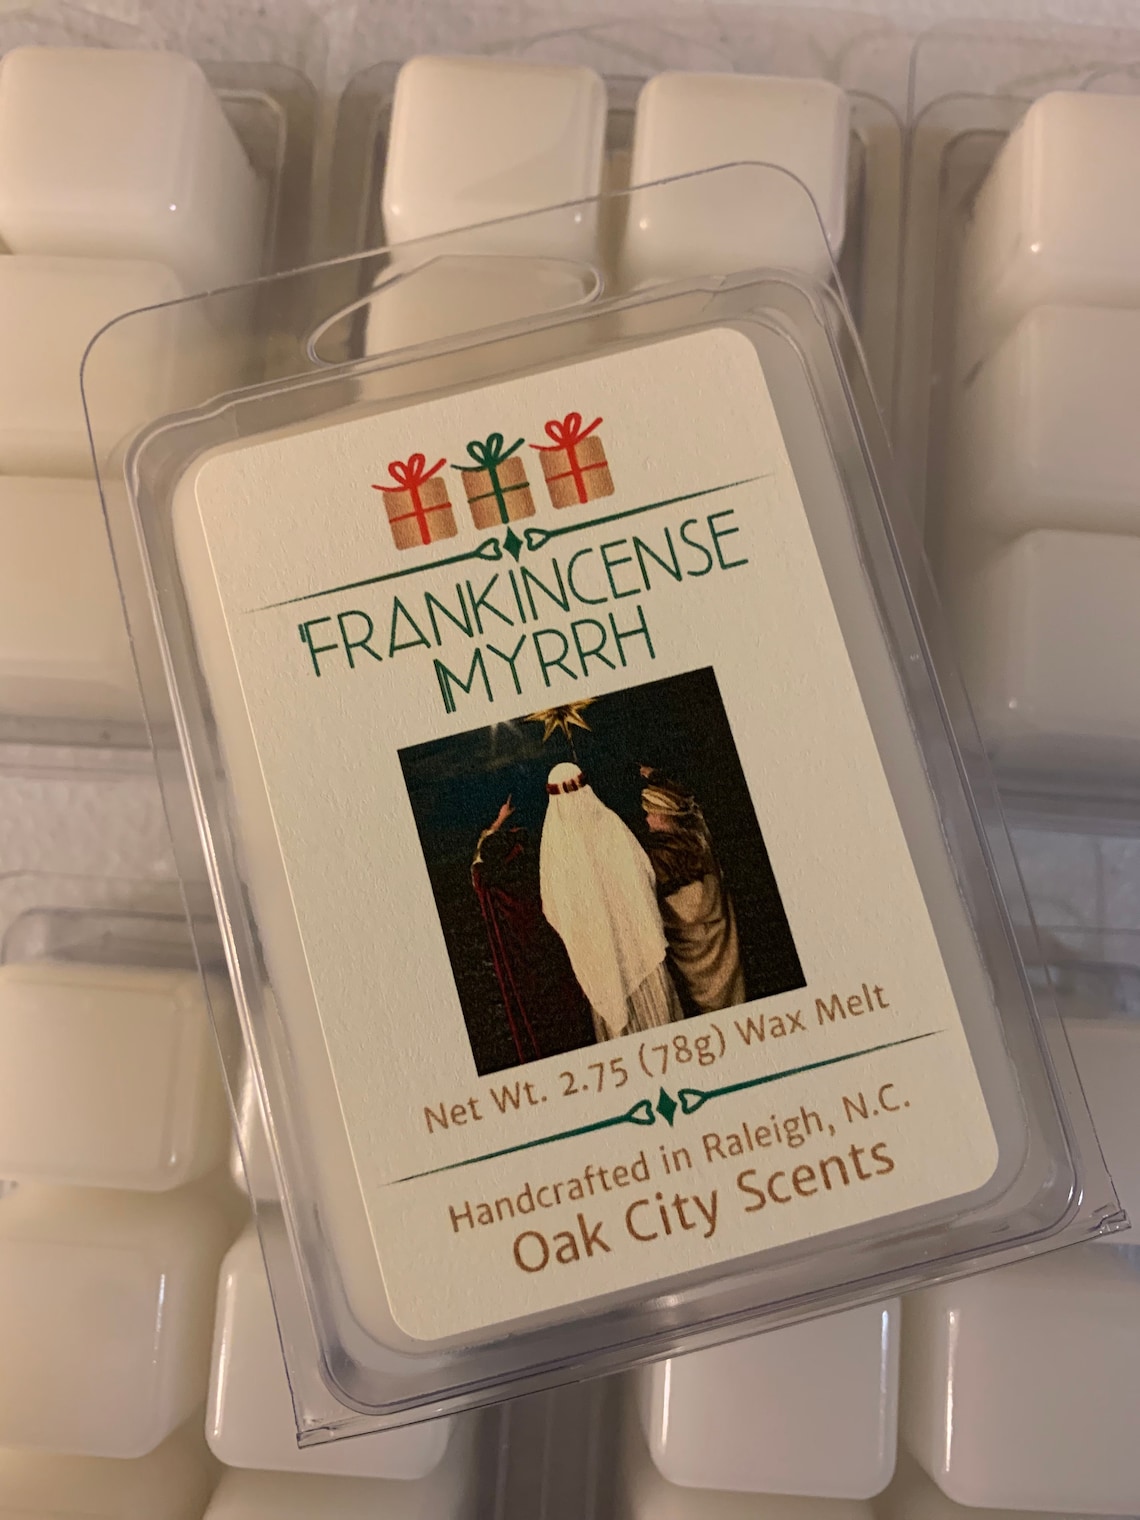 FRANKINCENSE
MYRRH
Net Wt. 2.75 (78g) Wax Melt
Handcrafted in Raleigh, N.C.
Oak City Scents